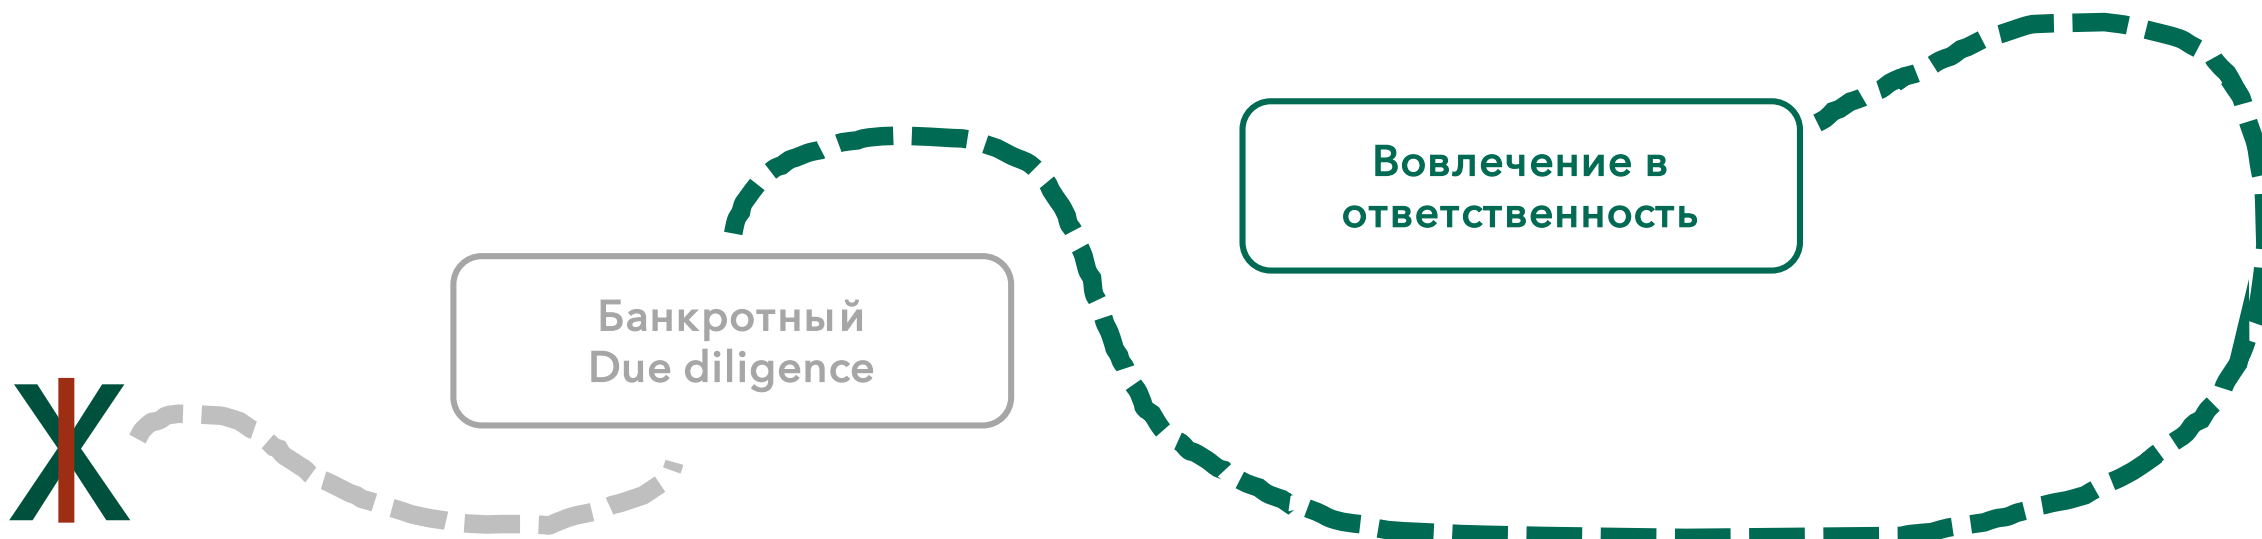 Вовлечение в
ответственность
Банкротный
Due diligence
Ж